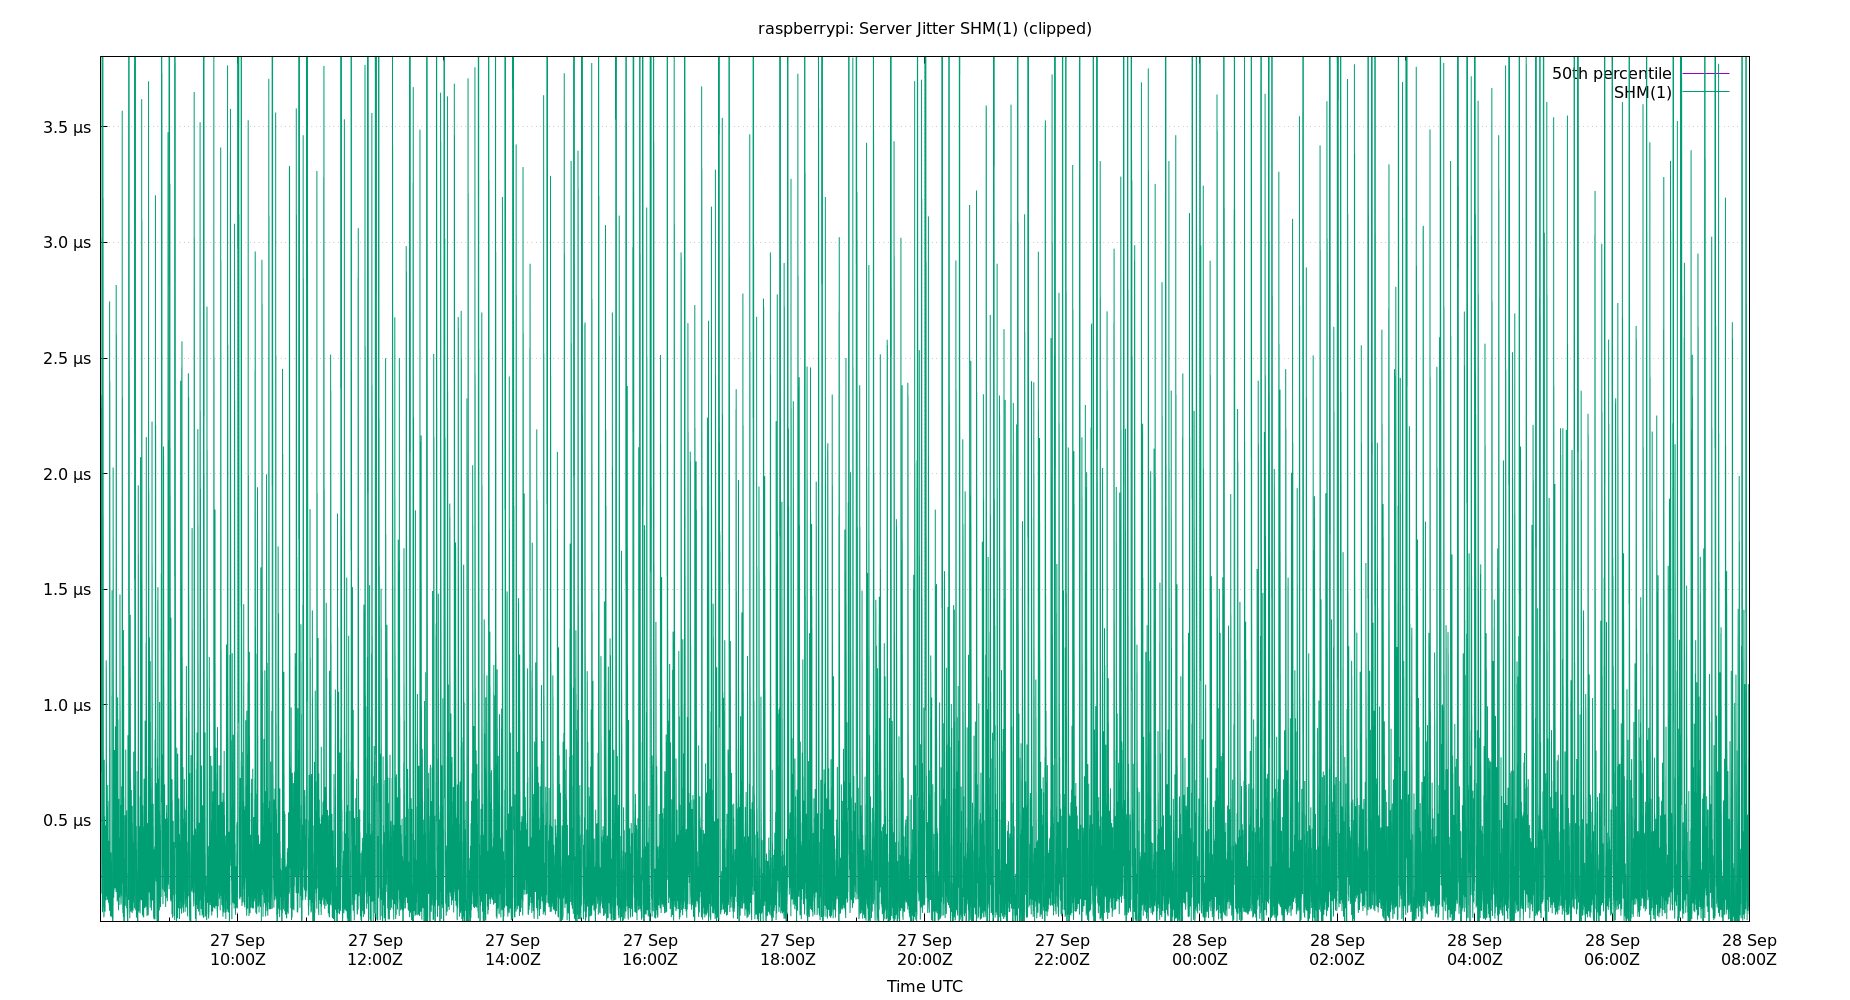 raspberrypi: Server Jitter SHM(1) (clipped)
50th percentile
SHM(1)
3.5 µs
3.0 µs
2.5 µs
2.0 µs
1.5 µs
1.0 µs
0.5 µs
27 Sep 27 Sep 27 Sep 27 Sep 27 Sep 27 Sep 27 Sep 28 Sep 28 Sep 28 Sep 28 Sep 28 Sep
10:00Z 12:00Z 14:00Z 16:00Z 18:00Z 20:00Z 22:00Z 00:00Z 02:00Z 04:00Z 06:00Z 08:00Z
Time UTC